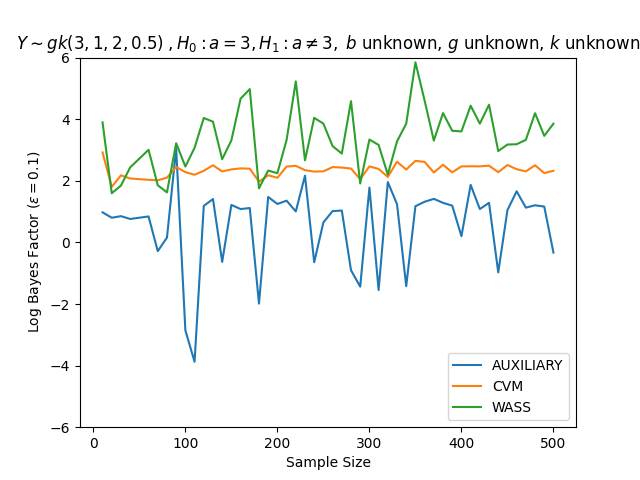 Y ~ gk(3, 1, 2, 0.5) , H₀ : a = 3, H₁ : a ≠ 3, b unknown, g unknown, k unknown
Log Bayes Factor (ϵ = 0.1)
6
4
2
0
−2
−4
−6
AUXILIARY
CVM
WASS
0 100 200 300 400 500
Sample Size